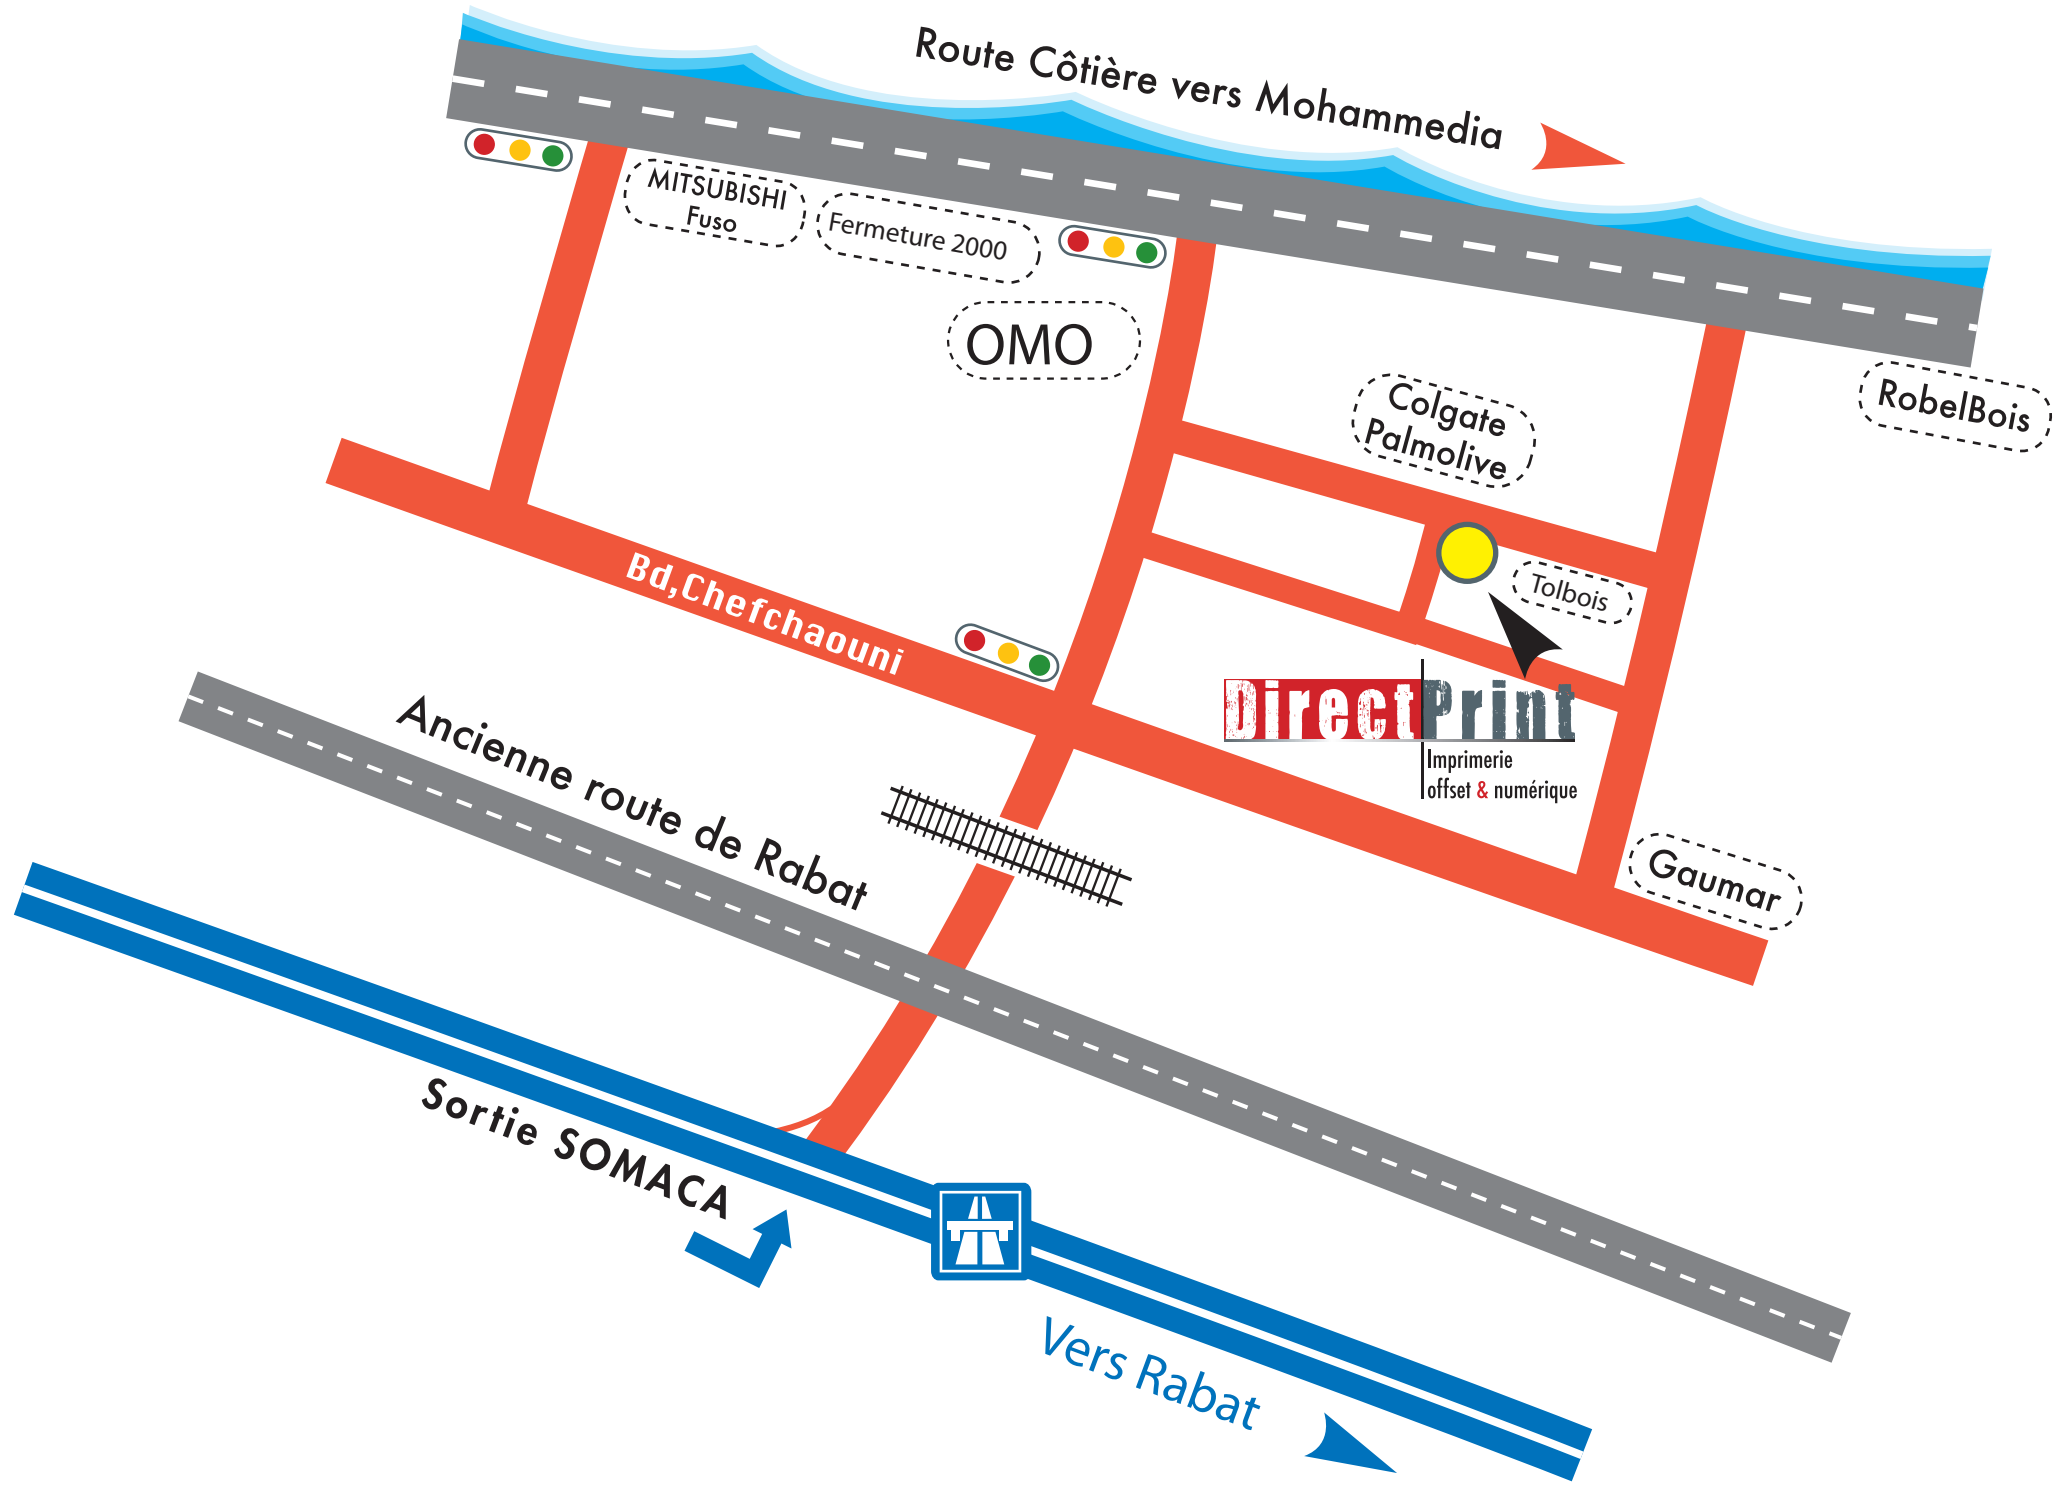 Route Côtière vers Mohammedia
MITSUBISHI
Fuso
Fermeture 2000
OMO
Colgate
Palmolive
RobelBois
Tolbois
Bd,Chefchaouni
DirectPrint
Imprimerie
offset & numérique
Ancienne route de Rabat
Gaumar
Sortie SOMACA
Vers Rabat